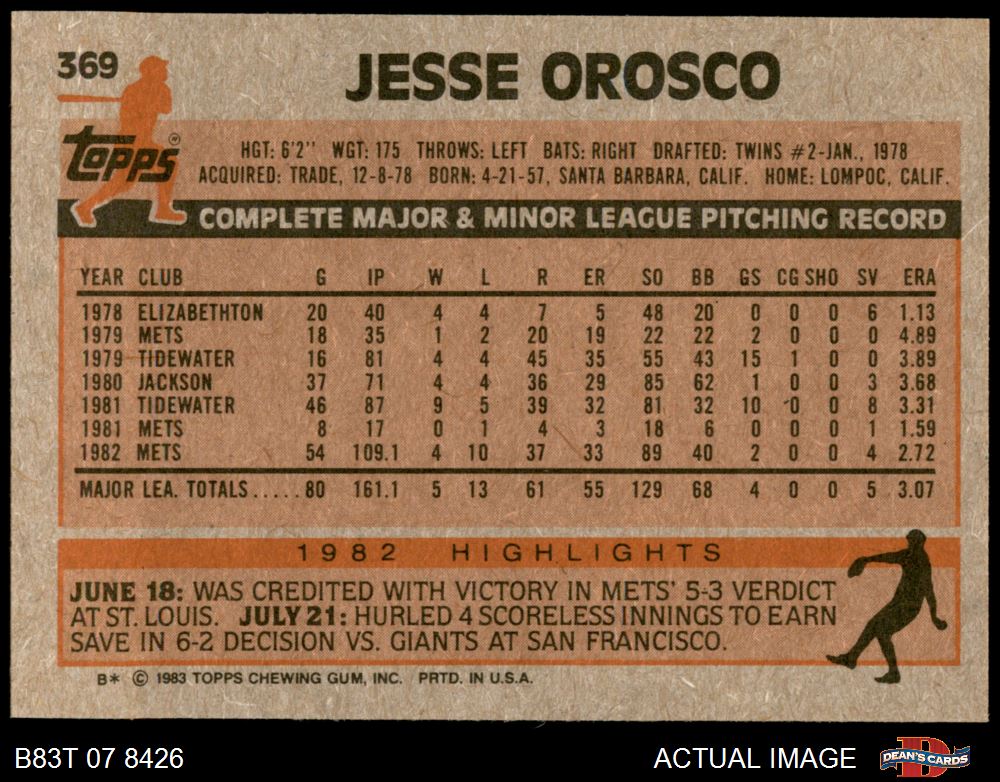 369
JESSE OROSCO
topps
HGT: 6'2" WGT: 175 THROWS: LEFT BATS: RIGHT DRAFTED: TWINS #2-JAN., 1978
ACQUIRED: TRADE, 12-8-78 BORN: 4-21-57, SANTA BARBARA, CALIF. HOME: LOMPOC, CALIF.
COMPLETE MAJOR & MINOR LEAGUE PITCHING RECORD
YEAR CLUB G IP W L R ER SO BB GS CG SHO SV ERA
1978 ELIZABETHTON 20 40 4 4 7 5 48 20 0 0 0 6 1.13
1979 METS 18 35 1 2 20 19 22 22 2 0 0 0 4.89
1979 TIDEWATER 16 81 4 4 45 35 55 43 15 1 0 0 3.89
1980 JACKSON 37 71 4 4 36 29 85 62 1 0 0 3 3.68
1981 TIDEWATER 46 87 9 5 39 32 81 32 10 0 0 8 3.31
1981 METS 8 17 0 1 4 3 18 6 0 0 0 1 1.59
1982 METS 54 109.1 4 10 37 33 89 40 2 0 0 4 2.72
MAJOR LEA. TOTALS.....80 161.1 5 13 61 55 129 68 4 0 0 5 3.07
1982 HIGHLIGHTS
JUNE 18: WAS CREDITED WITH VICTORY IN METS' 5-3 VERDICT
AT ST. LOUIS. JULY 21: HURLED 4 SCORELESS INNINGS TO EARN
SAVE IN 6-2 DECISION VS. GIANTS AT SAN FRANCISCO.
B* © 1983 TOPPS CHEWING GUM, INC. PRTD. IN U.S.A.
B83T 07 8426 ACTUAL IMAGE DEAN'S CARDS